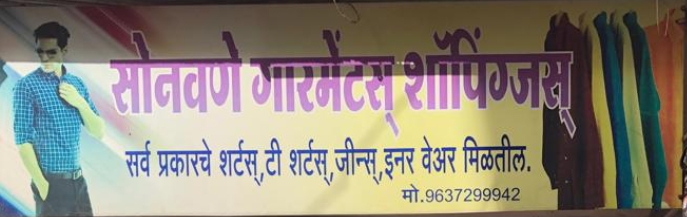 सोनवणे गारमेंटस् शॉपिंग्जस्
सर्व प्रकारचे शर्टस्,टी शर्टस्,जीन्स्,इनर वेअर मिळतील.
मो.9637299942